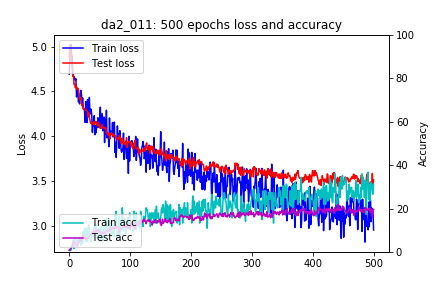 da2_011: 500 epochs loss and accuracy
Train loss
Test loss
Train acc
Test acc
Loss
5.0
4.5
4.0
3.5
3.0
Accuracy
100
80
60
40
20
0
0
100
200
300
400
500